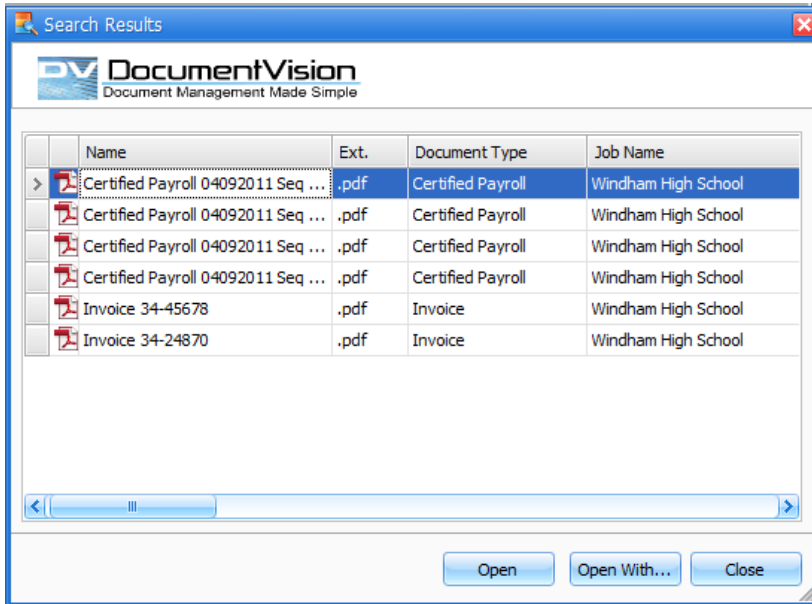 Search Results
DV DocumentVision
Document Management Made Simple
Name Ext. Document Type Job Name
Certified Payroll 04092011 Seq ... .pdf Certified Payroll Windham High School
Certified Payroll 04092011 Seq ... .pdf Certified Payroll Windham High School
Certified Payroll 04092011 Seq ... .pdf Certified Payroll Windham High School
Certified Payroll 04092011 Seq ... .pdf Certified Payroll Windham High School
Invoice 34-45678 .pdf Invoice Windham High School
Invoice 34-24870 .pdf Invoice Windham High School
Open Open With... Close